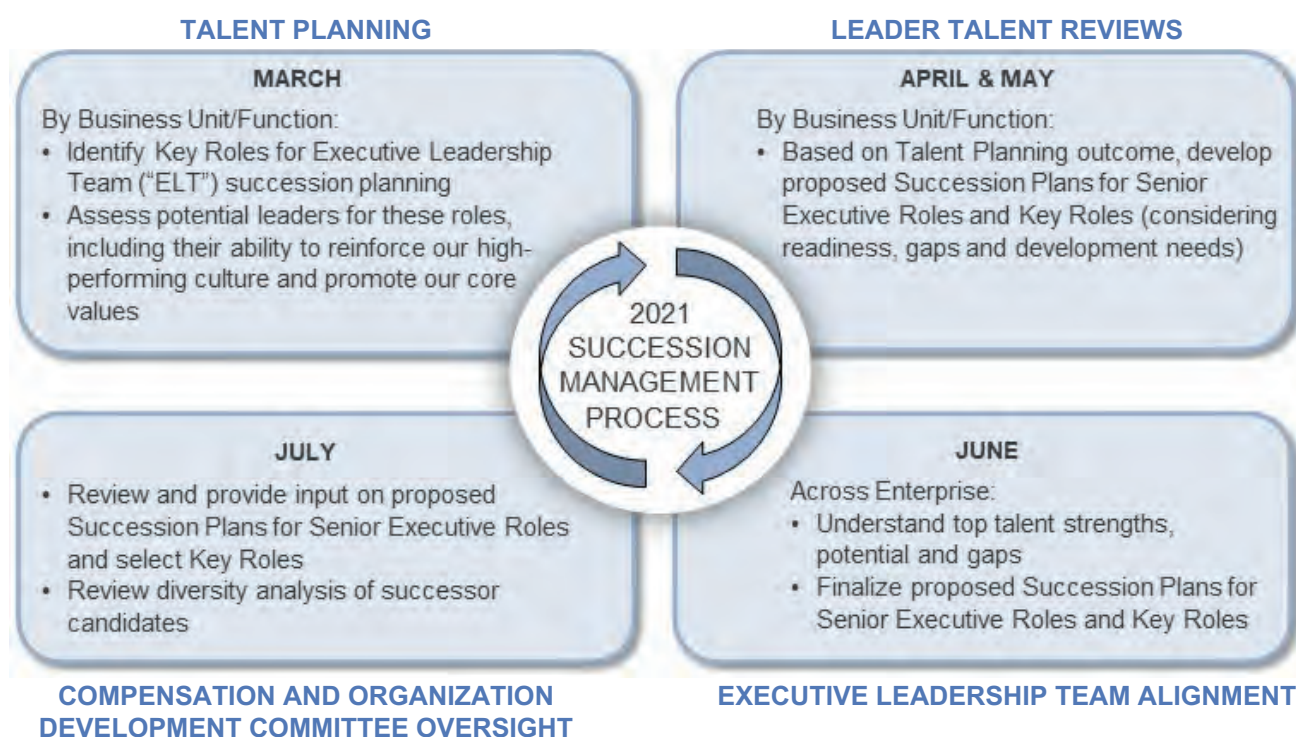 TALENT PLANNING
MARCH
By Business Unit/Function:
• Identify Key Roles for Executive Leadership
Team ("ELT") succession planning
• Assess potential leaders for these roles,
including their ability to reinforce our high-
performing culture and promote our core
values
LEADER TALENT REVIEWS
APRIL & MAY
By Business Unit/Function:
• Based on Talent Planning outcome, develop
proposed Succession Plans for Senior
Executive Roles and Key Roles (considering
readiness, gaps and development needs)
2021
SUCCESSION
MANAGEMENT
PROCESS
JULY
• Review and provide input on proposed
Succession Plans for Senior Executive Roles
and select Key Roles
• Review diversity analysis of successor
candidates
COMPENSATION AND ORGANIZATION
DEVELOPMENT COMMITTEE OVERSIGHT
JUNE
Across Enterprise:
• Understand top talent strengths,
potential and gaps
• Finalize proposed Succession Plans for
Senior Executive Roles and Key Roles
EXECUTIVE LEADERSHIP TEAM ALIGNMENT